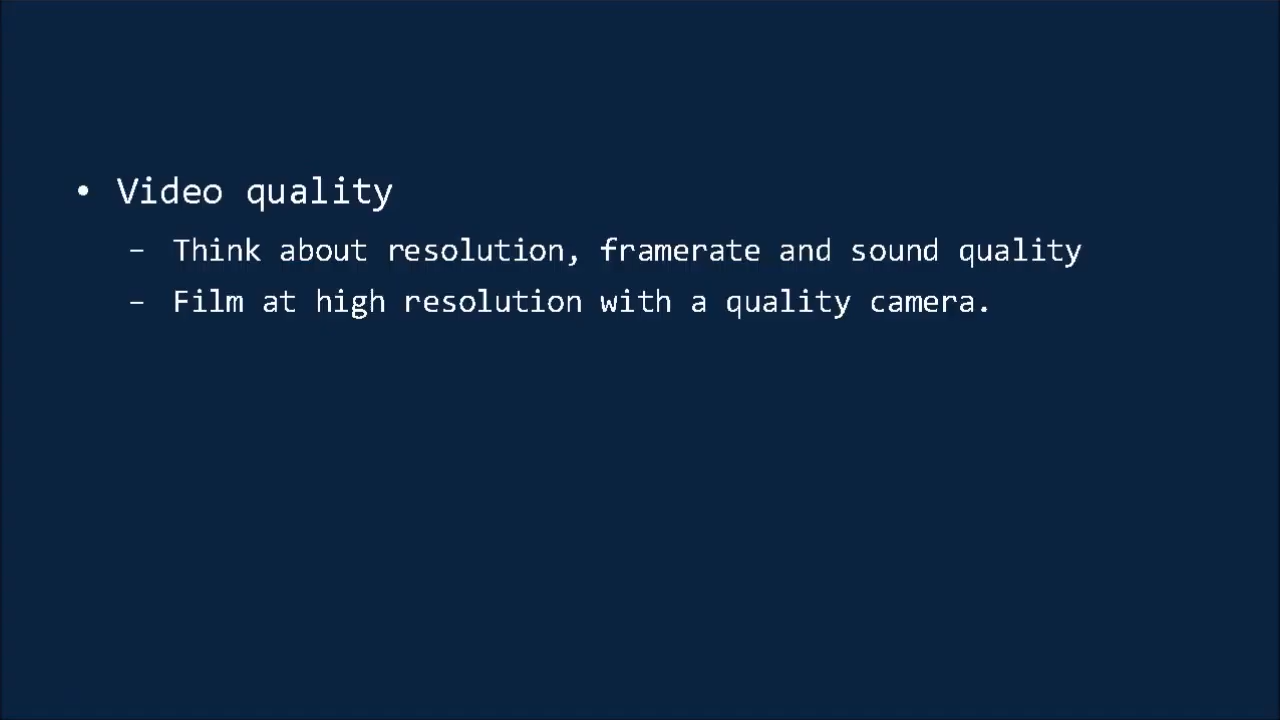 • Video quality
– Think about resolution, framerate and sound quality
– Film at high resolution with a quality camera.